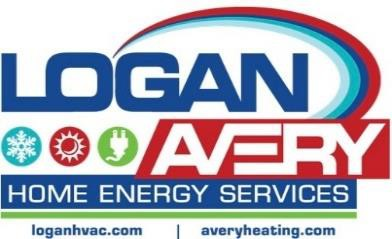 LOGAN
AVERY
HOME ENERGY SERVICES
loganhvac.com | averyheating.com